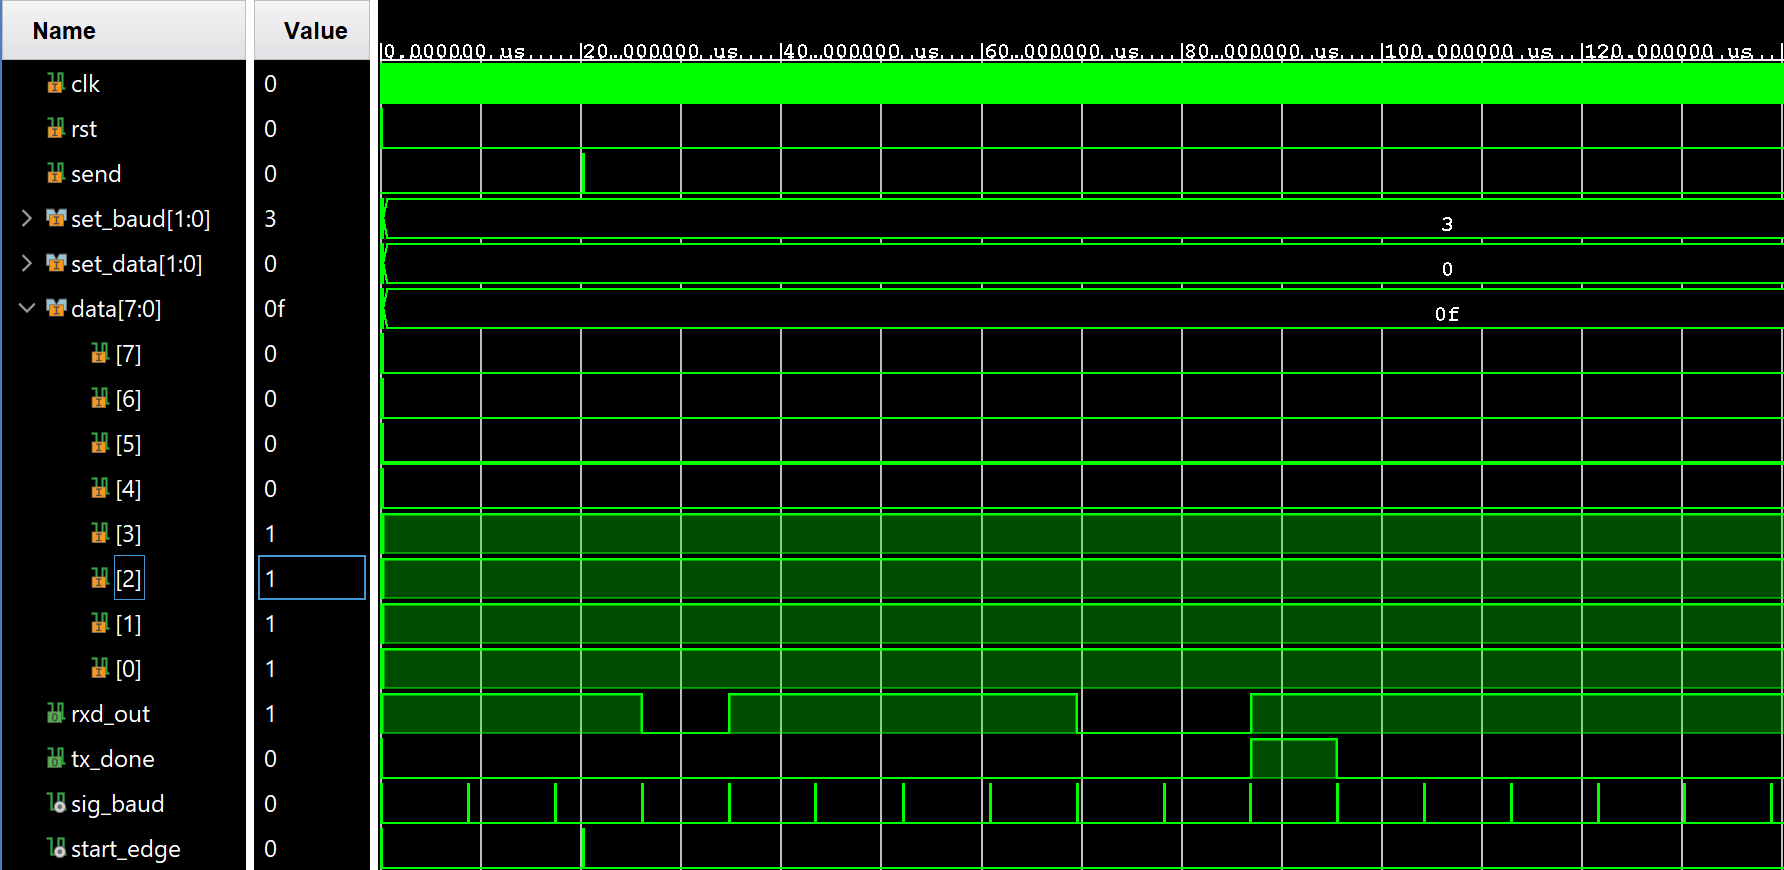 Name Value
0.000000 us 20.000000 us 40.000000 us 60.000000 us 80.000000 us 100.000000 us 120.000000 us
clk 0
rst 0
send 0
set_baud[1:0] 3 3
set_data[1:0] 0 0
data[7:0] 0f 0f
[7] 0
[6] 0
[5] 0
[4] 0
[3] 1
[2] 1
[1] 1
[0] 1
rxd_out 1
tx_done 0
sig_baud 0
start_edge 0